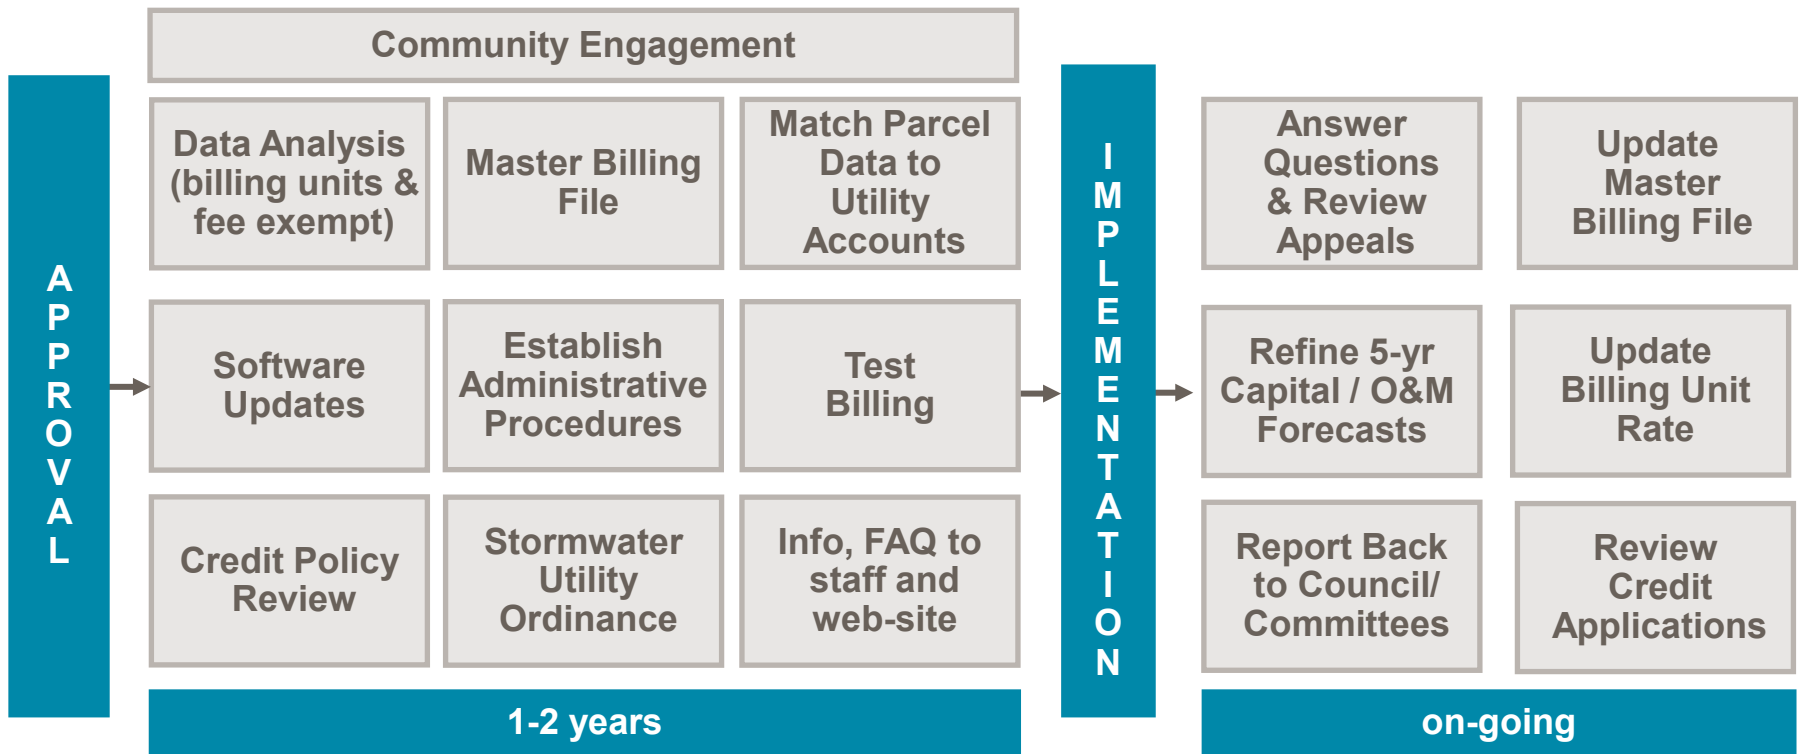 Community Engagement
APPROVAL
Data Analysis
(billing units &
fee exempt)
Master Billing
File
Match Parcel
Data to
Utility
Accounts
Software
Updates
Establish
Administrative
Procedures
Test
Billing
Credit Policy
Review
Stormwater
Utility
Ordinance
Info, FAQ to
staff and
web-site
1-2 years
IMPLEMENTATION
Answer
Questions
& Review
Appeals
Update
Master
Billing File
Refine 5-yr
Capital / O&M
Forecasts
Update
Billing Unit
Rate
Report Back
to Council/
Committees
Review
Credit
Applications
on-going